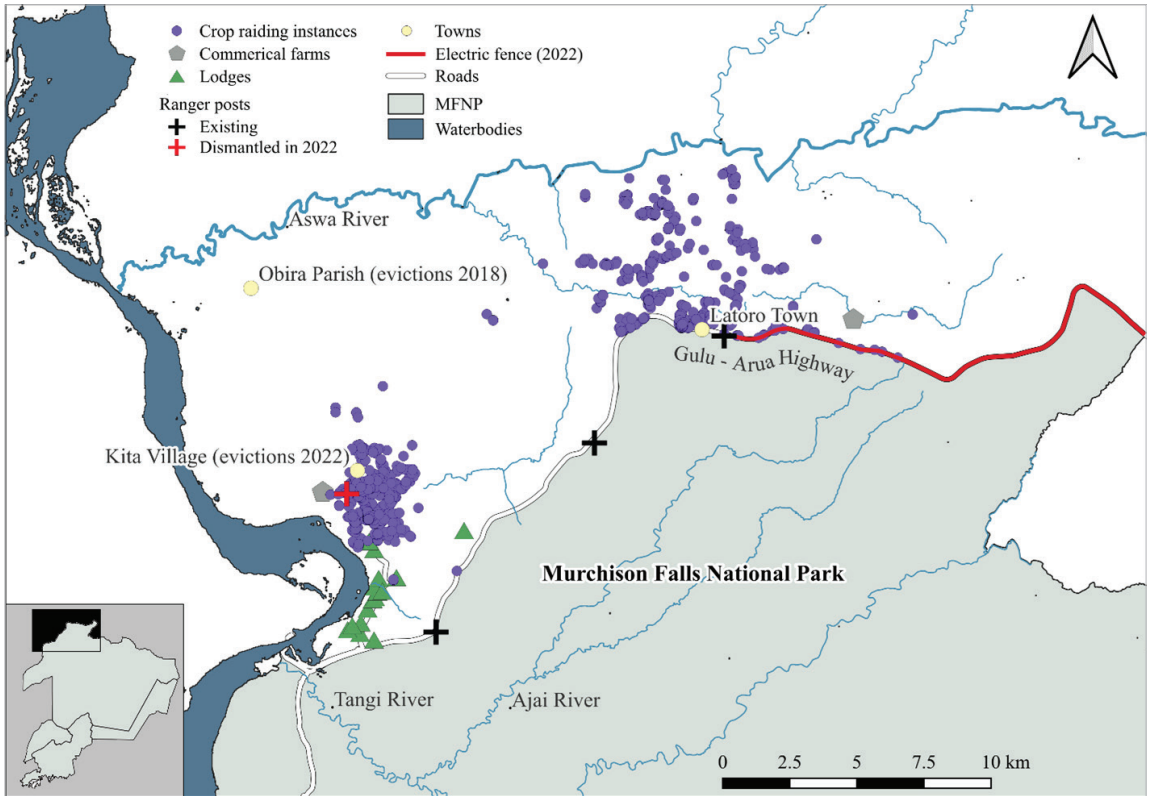 Crop raiding instances
Commerical farms
Lodges
Ranger posts
Existing
Dismantled in 2022
Towns
Electric fence (2022)
Roads
MFNP
Waterbodies
Aswa River
Obira Parish (evictions 2018)
Latoro Town
Gulu - Arua Highway
Kita Village (evictions 2022)
Murchison Falls National Park
Tangi River
Ajai River
0 2.5 5 7.5 10 km